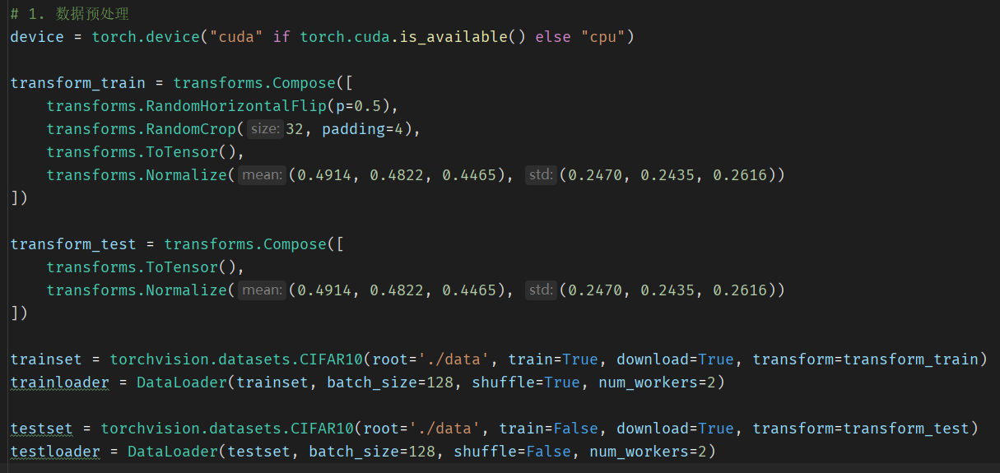 # 1. 数据预处理
device = torch.device("cuda" if torch.cuda.is_available() else "cpu")
transform_train = transforms.Compose([
    transforms.RandomHorizontalFlip(p=0.5),
    transforms.RandomCrop( size: 32, padding=4),
    transforms.ToTensor(),
    transforms.Normalize( mean: (0.4914, 0.4822, 0.4465), std: (0.2470, 0.2435, 0.2616))
])
transform_test = transforms.Compose([
    transforms.ToTensor(),
    transforms.Normalize( mean: (0.4914, 0.4822, 0.4465), std: (0.2470, 0.2435, 0.2616))
])
trainset = torchvision.datasets.CIFAR10(root='./data', train=True, download=True, transform=transform_train)
trainloader = DataLoader(trainset, batch_size=128, shuffle=True, num_workers=2)
testset = torchvision.datasets.CIFAR10(root='./data', train=False, download=True, transform=transform_test)
testloader = DataLoader(testset, batch_size=128, shuffle=False, num_workers=2)